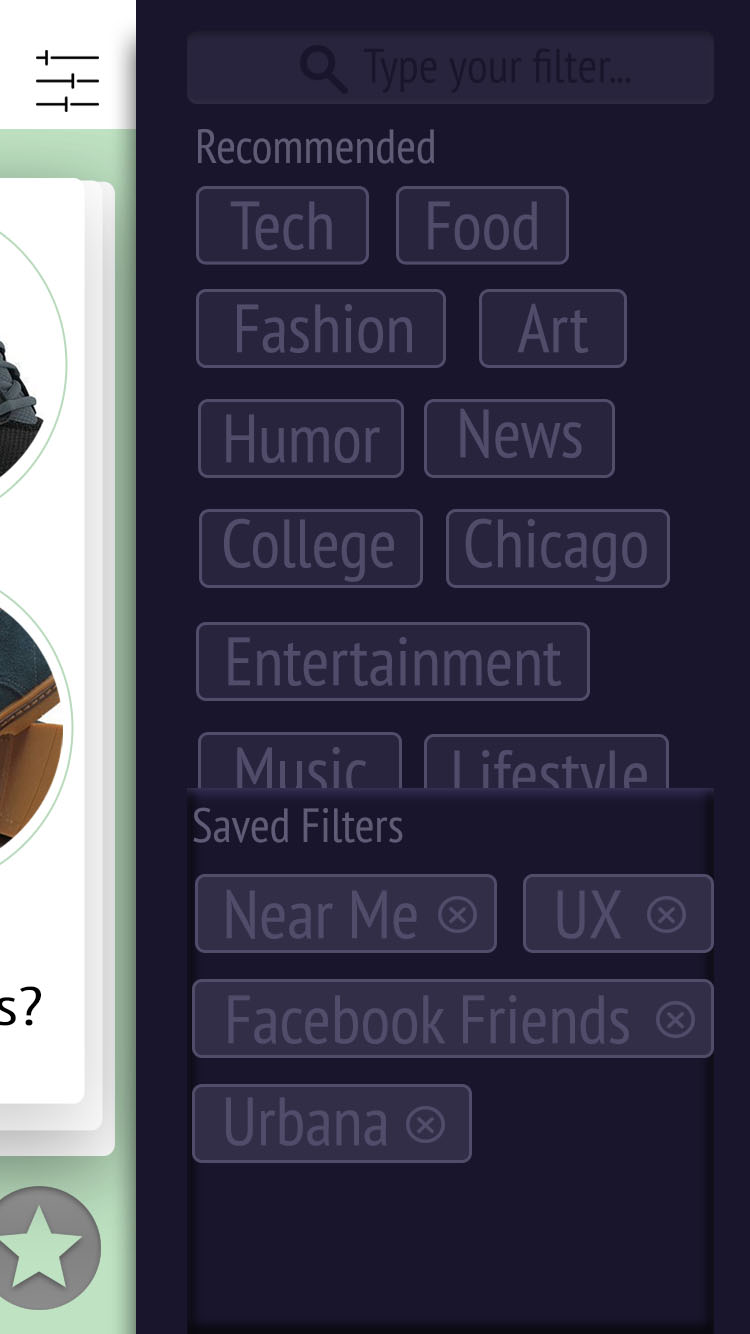 Type your filter...
Recommended
Tech Food
Fashion Art
Humor News
College Chicago
Entertainment
Music Lifestyle
Saved Filters
Near Me UX
Facebook Friends
s?
Urbana